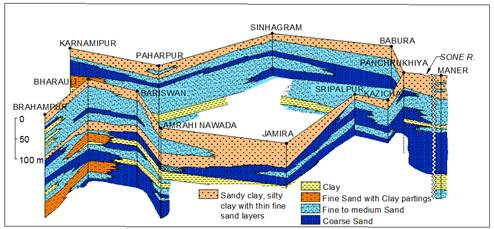 SINHAGRAM
KARNAMIPUR
BABURA
PAHARPUR
SONE R.
PANCHRUKHIYA
MANER
BHARAULI
BARISWAN
SRIPALPUR
KAZICHAK
BRAHAMPUR
0
AMRAHI NAWADA
50
JAMIRA
100 m
Clay
Sandy clay, silty
clay with thin fine
sand layers
Fine Sand with Clay partings
Fine to medium Sand
Coarse Sand